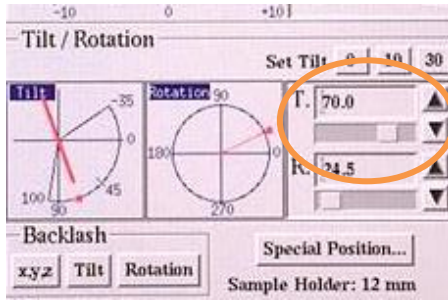 -10 0 +10
Tilt / Rotation
Set Tilt 0 10 30
Tilt -35 0 45 90 100
Rotation 90 0 180 270
T. 70.0
R. 24.5
Backlash
x,y,z Tilt Rotation
Special Position...
Sample Holder: 12 mm